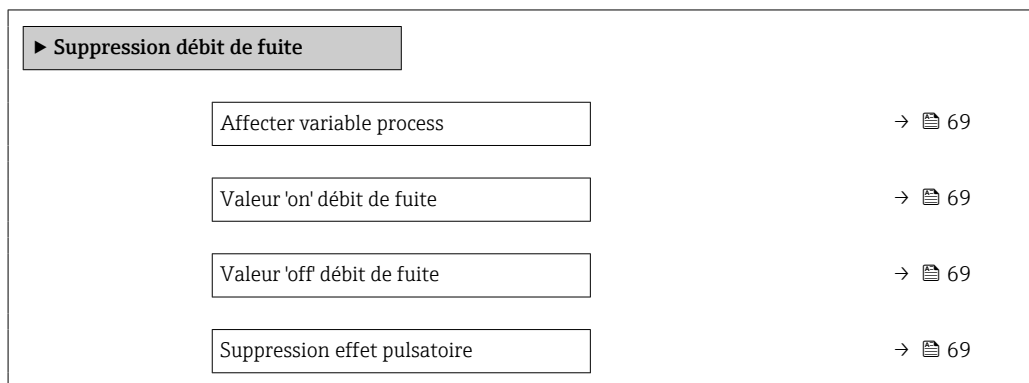 ▶ Suppression débit de fuite
Affecter variable process → 69
Valeur 'on' débit de fuite → 69
Valeur 'off' débit de fuite → 69
Suppression effet pulsatoire → 69